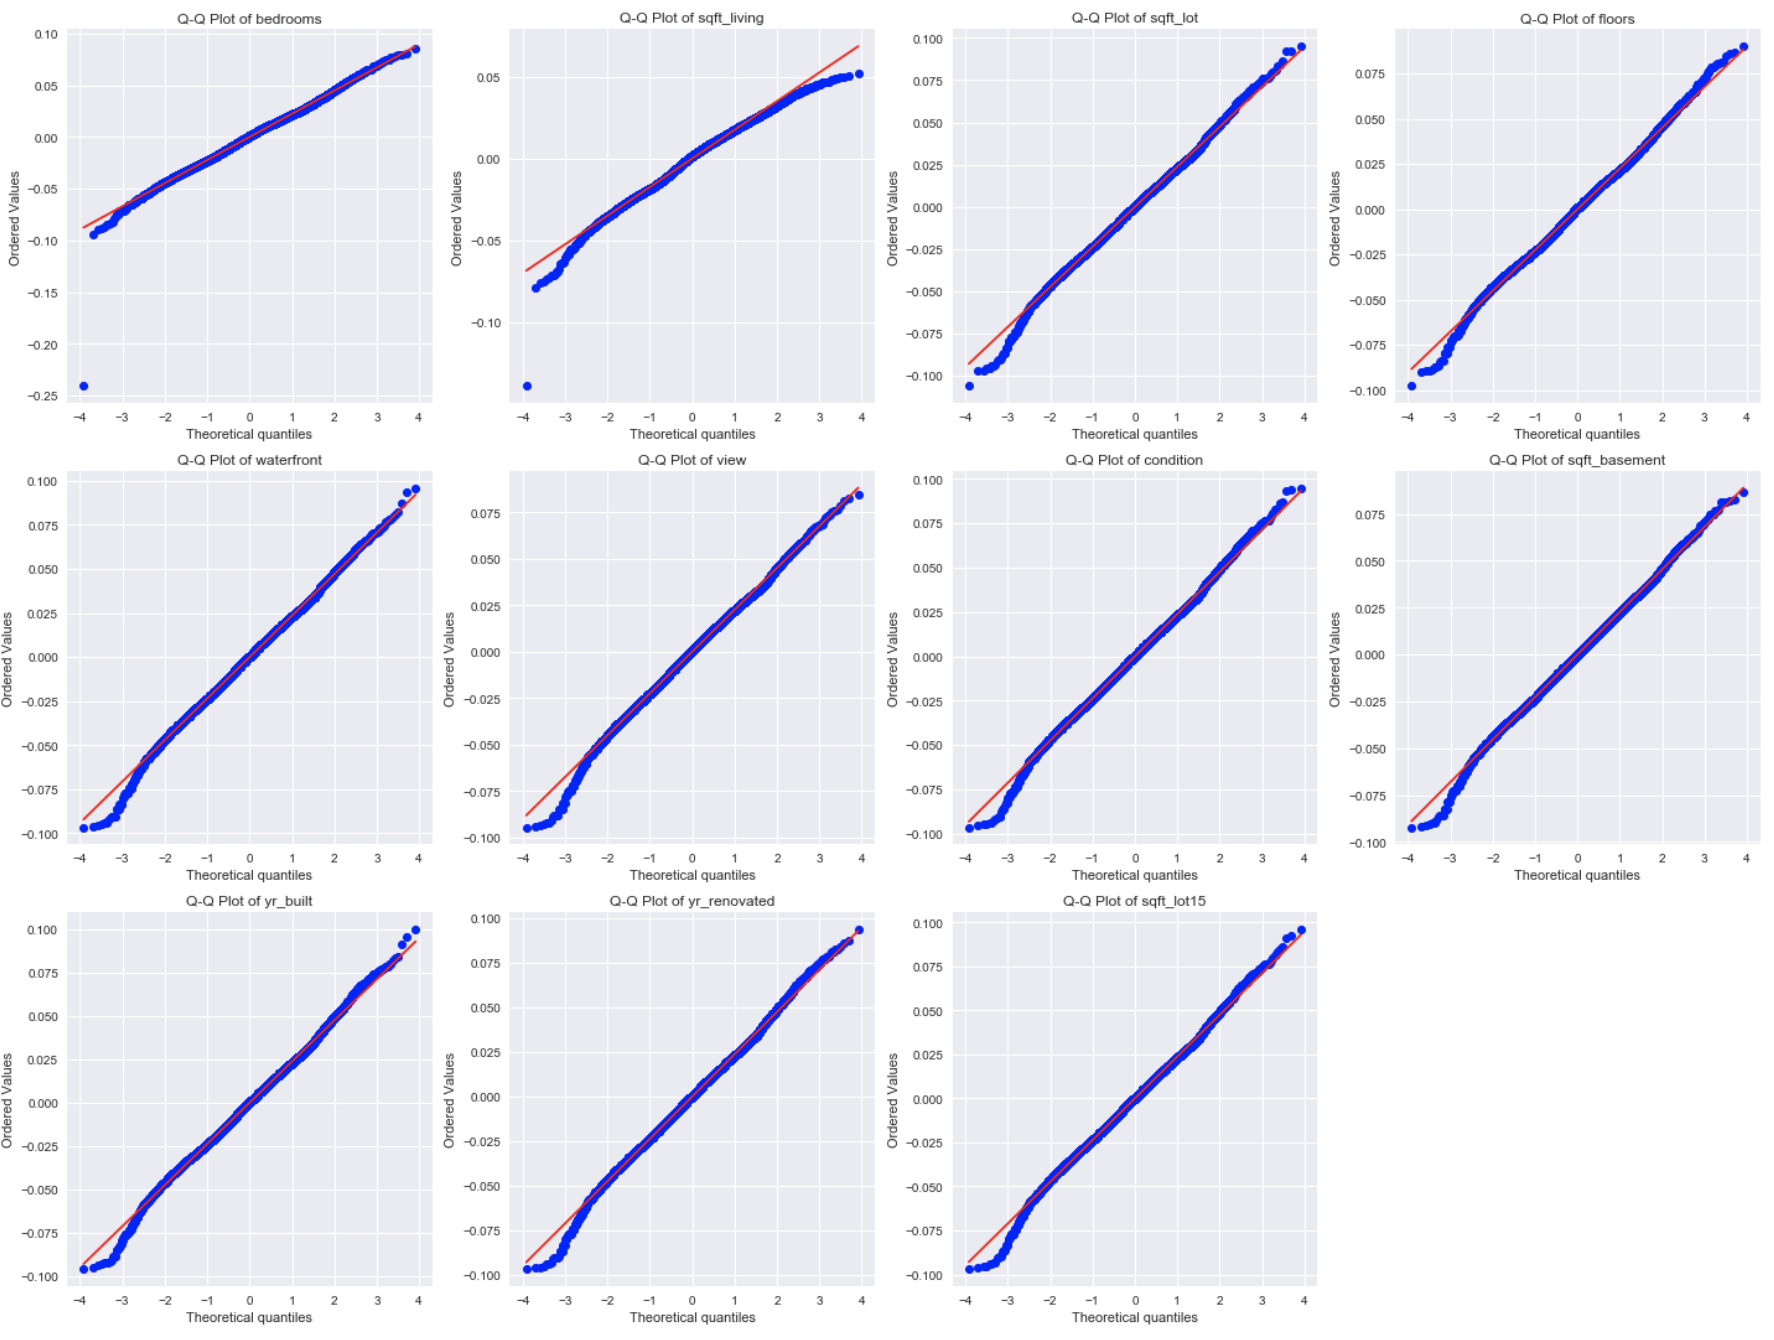 Q-Q Plot of bedrooms
Ordered Values
0.10
0.05
0.00
−0.05
−0.10
−0.15
−0.20
−0.25
−4 −3 −2 −1 0 1 2 3 4
Theoretical quantiles
Q-Q Plot of sqft_living
Ordered Values
0.05
0.00
−0.05
−0.10
−4 −3 −2 −1 0 1 2 3 4
Theoretical quantiles
Q-Q Plot of sqft_lot
Ordered Values
0.100
0.075
0.050
0.025
0.000
−0.025
−0.050
−0.075
−0.100
−4 −3 −2 −1 0 1 2 3 4
Theoretical quantiles
Q-Q Plot of floors
Ordered Values
0.075
0.050
0.025
0.000
−0.025
−0.050
−0.075
−0.100
−4 −3 −2 −1 0 1 2 3 4
Theoretical quantiles
Q-Q Plot of waterfront
Ordered Values
0.100
0.075
0.050
0.025
0.000
−0.025
−0.050
−0.075
−0.100
−4 −3 −2 −1 0 1 2 3 4
Theoretical quantiles
Q-Q Plot of view
Ordered Values
0.075
0.050
0.025
0.000
−0.025
−0.050
−0.075
−0.100
−4 −3 −2 −1 0 1 2 3 4
Theoretical quantiles
Q-Q Plot of condition
Ordered Values
0.100
0.075
0.050
0.025
0.000
−0.025
−0.050
−0.075
−0.100
−4 −3 −2 −1 0 1 2 3 4
Theoretical quantiles
Q-Q Plot of sqft_basement
Ordered Values
0.075
0.050
0.025
0.000
−0.025
−0.050
−0.075
−0.100
−4 −3 −2 −1 0 1 2 3 4
Theoretical quantiles
Q-Q Plot of yr_built
Ordered Values
0.100
0.075
0.050
0.025
0.000
−0.025
−0.050
−0.075
−0.100
−4 −3 −2 −1 0 1 2 3 4
Theoretical quantiles
Q-Q Plot of yr_renovated
Ordered Values
0.100
0.075
0.050
0.025
0.000
−0.025
−0.050
−0.075
−0.100
−4 −3 −2 −1 0 1 2 3 4
Theoretical quantiles
Q-Q Plot of sqft_lot15
Ordered Values
0.100
0.075
0.050
0.025
0.000
−0.025
−0.050
−0.075
−0.100
−4 −3 −2 −1 0 1 2 3 4
Theoretical quantiles